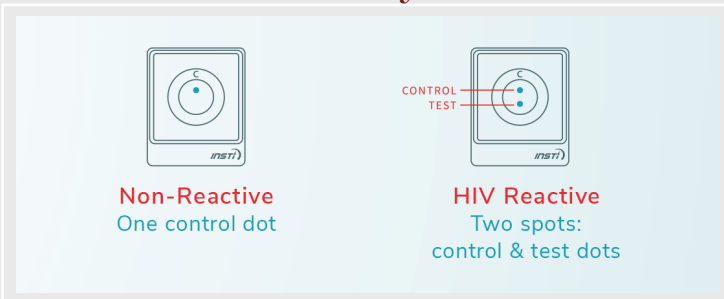 C
INSTI
Non-Reactive
One control dot
C
CONTROL
TEST
INSTI
HIV Reactive
Two spots:
control & test dots